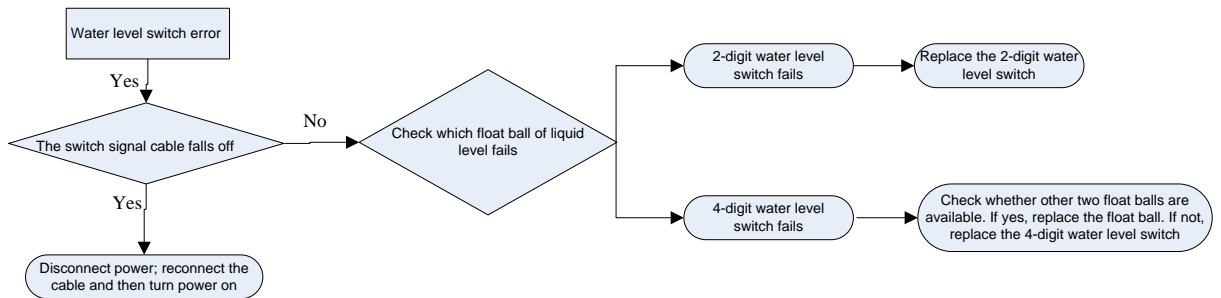 Water level switch error
Yes
The switch signal cable falls off
Yes
Disconnect power; reconnect the
cable and then turn power on
No
Check which float ball of liquid
level fails
2-digit water level
switch fails
Replace the 2-digit water
level switch
4-digit water level
switch fails
Check whether other two float balls are
available. If yes, replace the float ball. If not,
replace the 4-digit water level switch